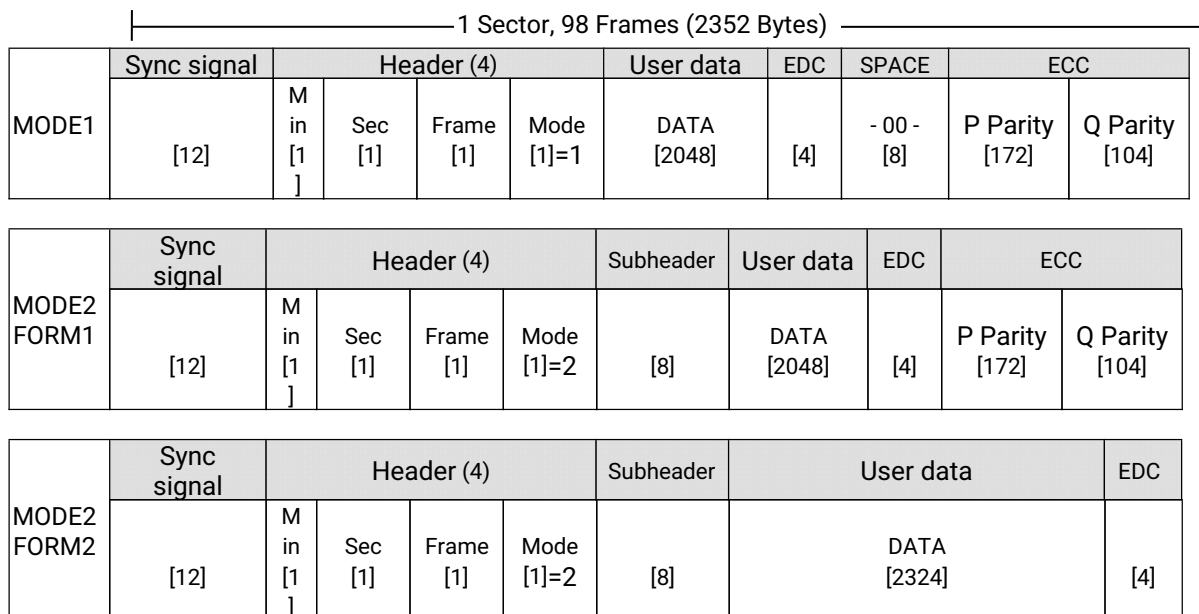 1 Sector, 98 Frames (2352 Bytes)
Sync signal Header (4) User data EDC SPACE ECC
MODE1
[12]
M
in
[1
]
Sec
[1]
Frame
[1]
Mode
[1]=1
DATA
[2048]
[4]
- 00 -
[8]
P Parity
[172]
Q Parity
[104]
Sync
signal
Header (4) Subheader User data EDC ECC
MODE2
FORM1
[12]
M
in
[1
]
Sec
[1]
Frame
[1]
Mode
[1]=2
[8]
DATA
[2048]
[4]
P Parity
[172]
Q Parity
[104]
Sync
signal
Header (4) Subheader User data EDC
MODE2
FORM2
[12]
M
in
[1
]
Sec
[1]
Frame
[1]
Mode
[1]=2
[8]
DATA
[2324]
[4]